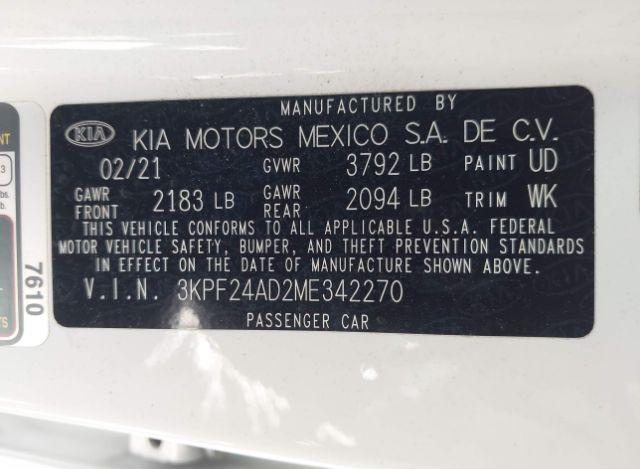 MANUFACTURED BY
KIA KIA MOTORS MEXICO S.A. DE C.V.
02/21 GVWR 3792 LB PAINT UD
GAWR FRONT 2183 LB GAWR REAR 2094 LB TRIM WK
THIS VEHICLE CONFORMS TO ALL APPLICABLE U.S.A. FEDERAL
MOTOR VEHICLE SAFETY, BUMPER, AND THEFT PREVENTION STANDARDS
IN EFFECT ON THE DATE OF MANUFACTURE SHOWN ABOVE.
V.I.N. 3KPF24AD2ME342270
PASSENGER CAR
7610